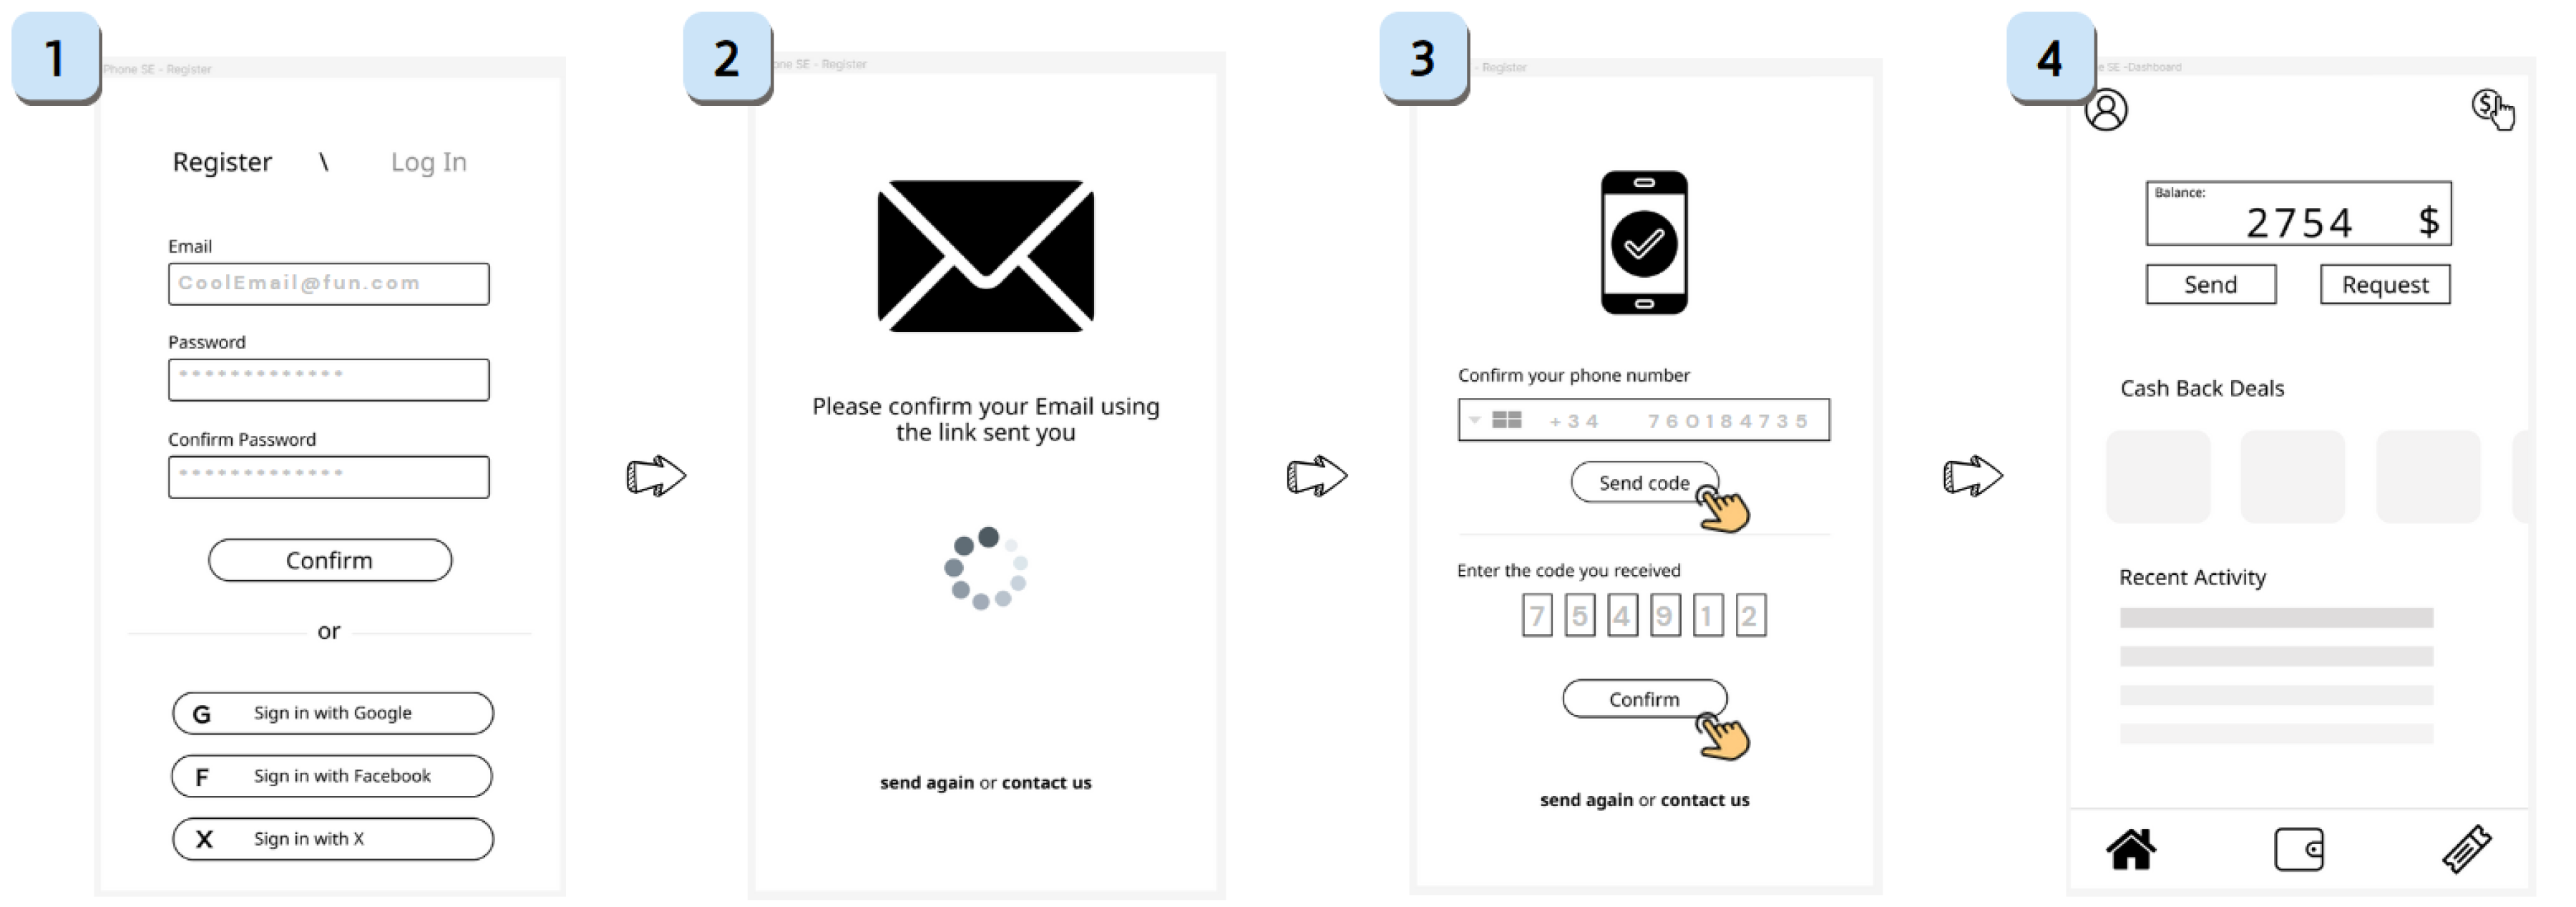 1
Phone SE - Register
Register \ Log In
Email
CoolEmail@fun.com
Password
*************
Confirm Password
*************
Confirm
or
G Sign in with Google
F Sign in with Facebook
X Sign in with X
2
one SE - Register
Please confirm your Email using
the link sent you
send again or contact us
3
- Register
Confirm your phone number
+34 760184735
Send code
Enter the code you received
7 5 4 9 1 2
Confirm
send again or contact us
4
e SE -Dashboard
$
Balance:
2754 $
Send Request
Cash Back Deals
Recent Activity